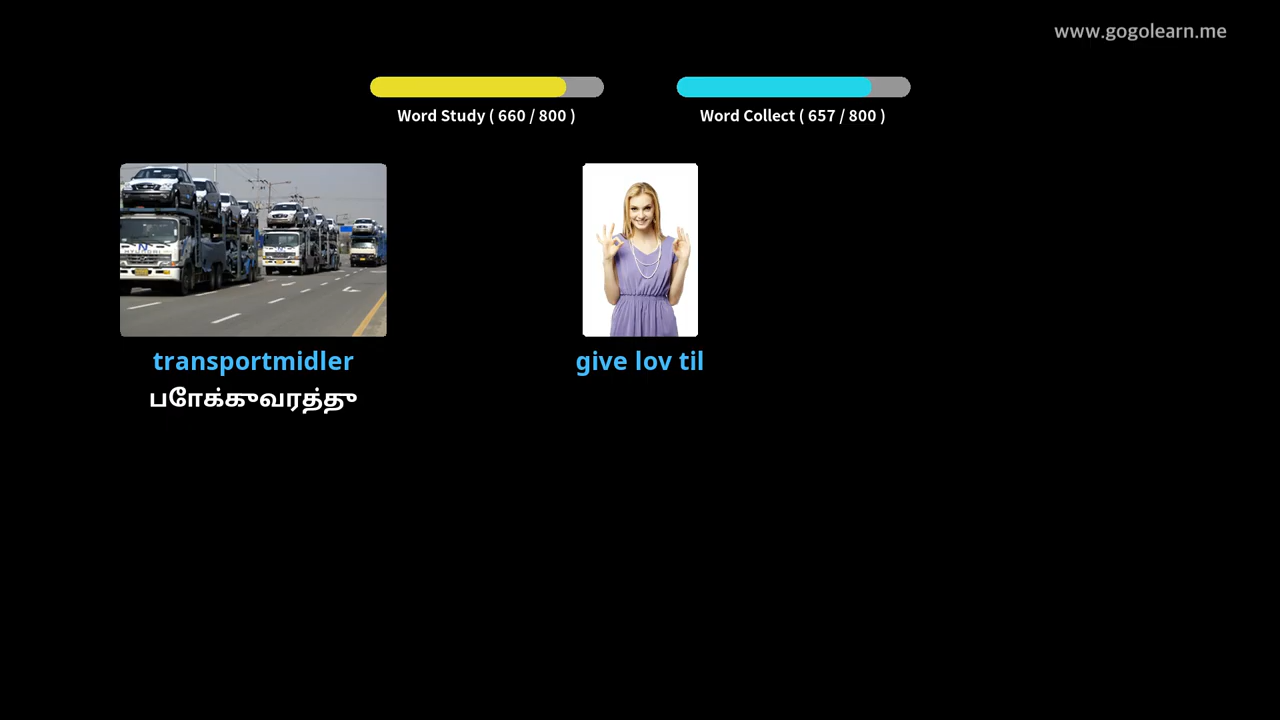 www.gogolearn.me
Word Study ( 660 / 800 )
Word Collect ( 657 / 800 )
transportmidler
give lov til
போக்குவரத்து